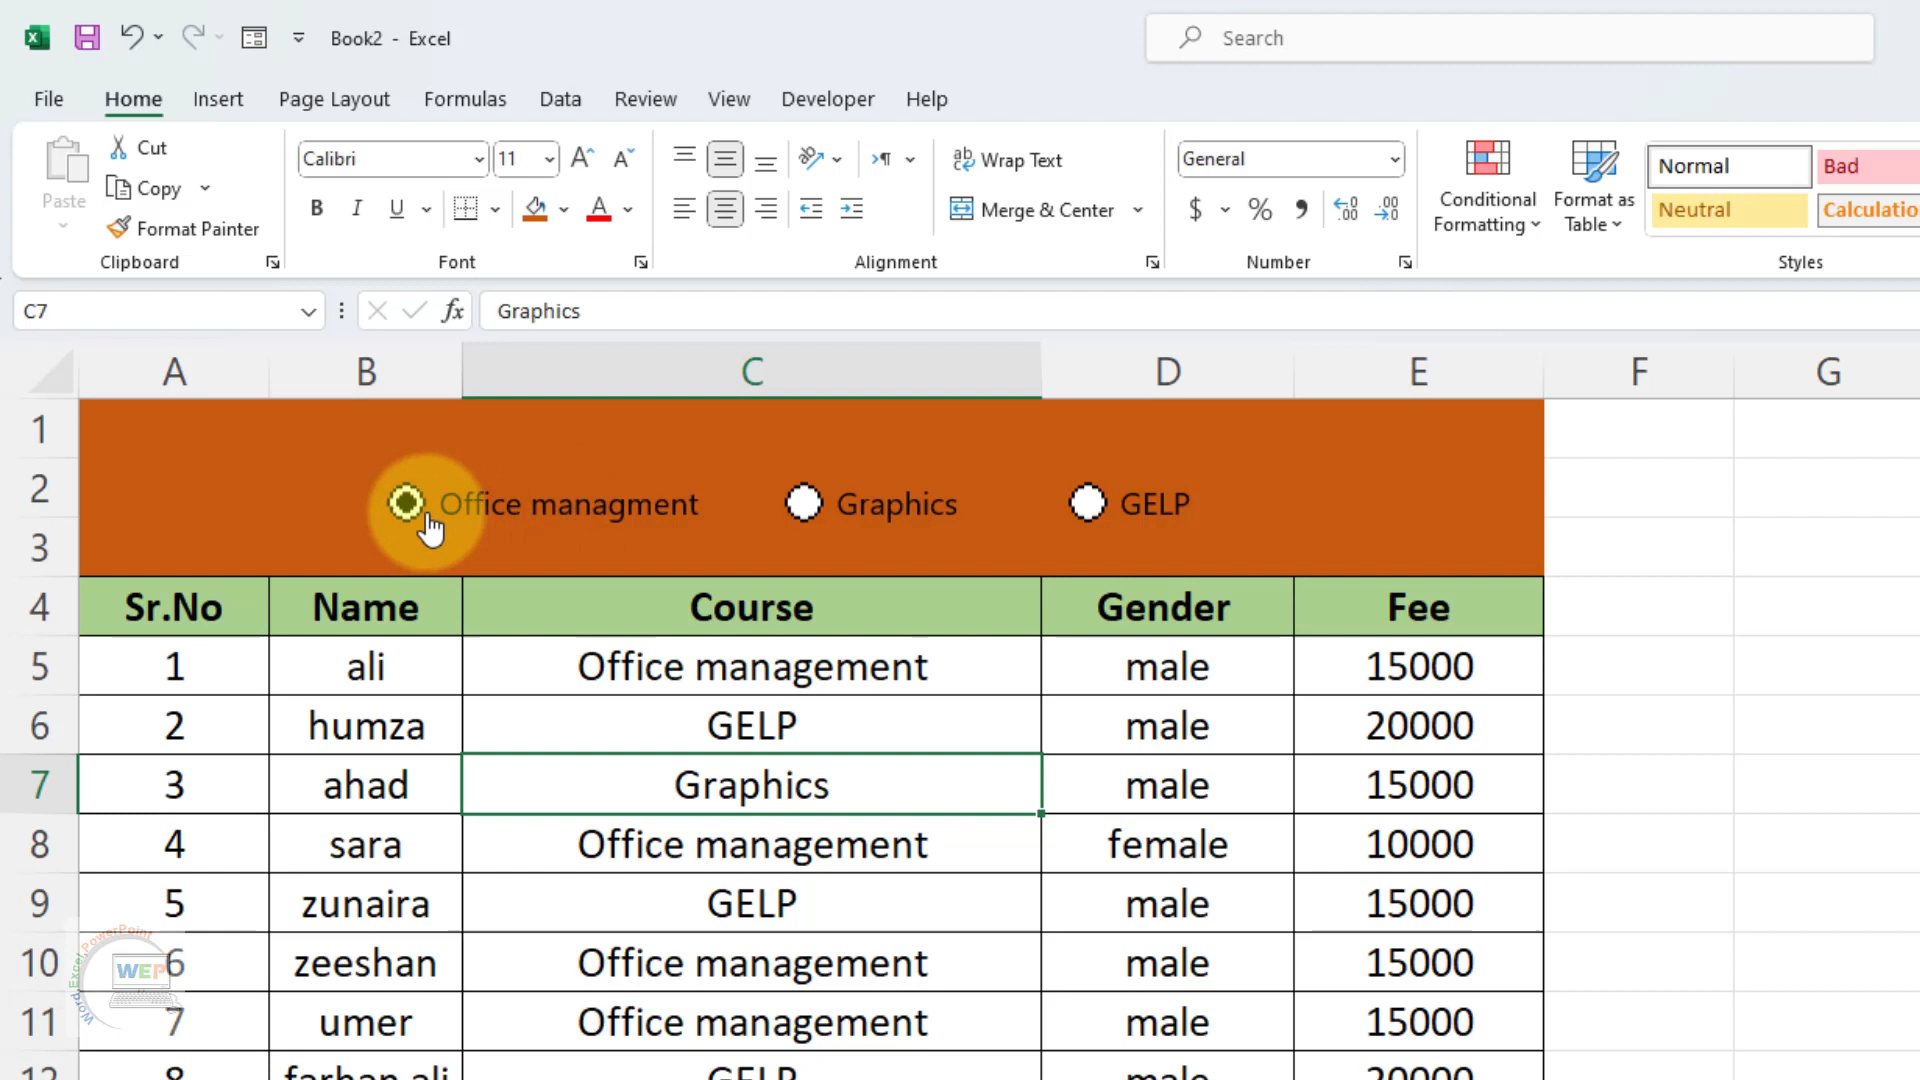 Book2 - Excel
Search
File Home Insert Page Layout Formulas Data Review View Developer Help
Paste
Cut
Copy
Format Painter
Clipboard
Calibri 11
B I U
Font
Wrap Text
Merge & Center
Alignment
General
$ %
Number
Conditional Formatting
Format as Table
Normal Bad
Neutral Calculatio
Styles
C7 fx Graphics
A B C D E F G
1
2 Office managment Graphics GELP
3
4 Sr.No Name Course Gender Fee
5 1 ali Office management male 15000
6 2 humza GELP male 20000
7 3 ahad Graphics male 15000
8 4 sara Office management female 10000
9 5 zunaira GELP male 15000
10 6 zeeshan Office management male 15000
11 7 umer Office management male 15000
12 8 farhan ali GELP male 20000
Word Excel PowerPoint
WEP